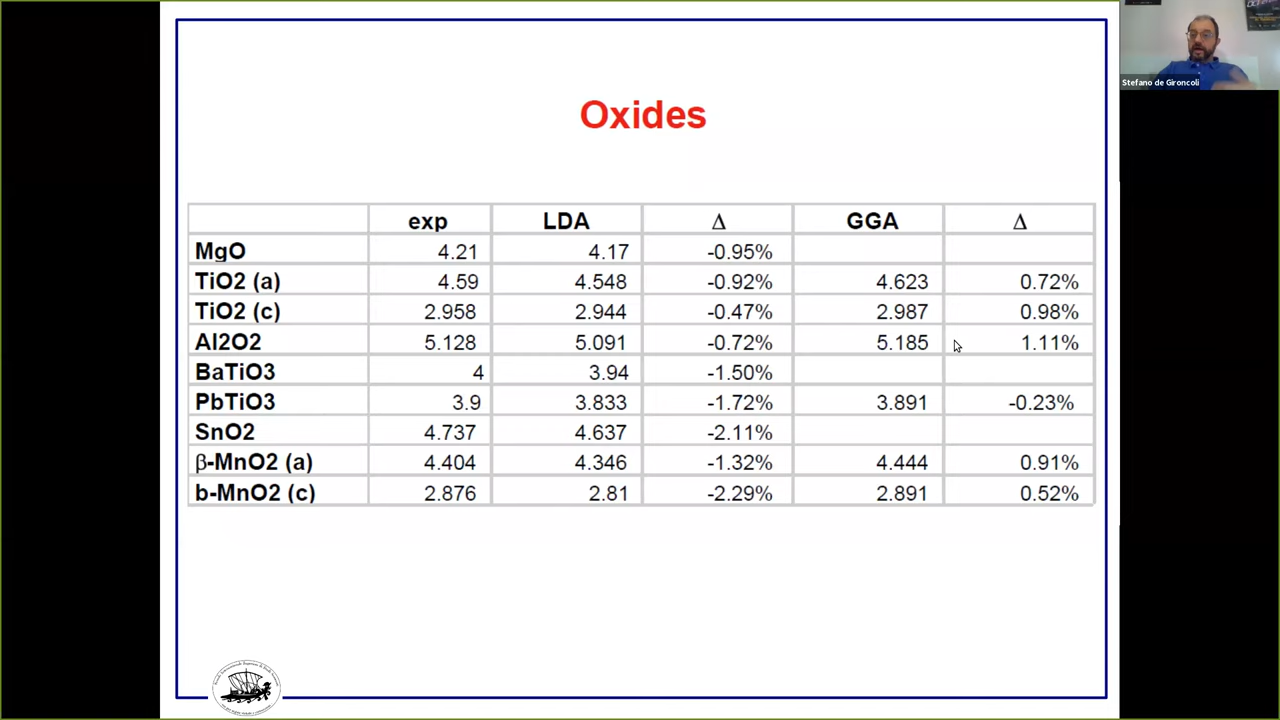 Stefano de Gironcoli
Oxides
exp LDA Δ GGA Δ
MgO 4.21 4.17 -0.95%
TiO2 (a) 4.59 4.548 -0.92% 4.623 0.72%
TiO2 (c) 2.958 2.944 -0.47% 2.987 0.98%
Al2O2 5.128 5.091 -0.72% 5.185 1.11%
BaTiO3 4 3.94 -1.50%
PbTiO3 3.9 3.833 -1.72% 3.891 -0.23%
SnO2 4.737 4.637 -2.11%
β-MnO2 (a) 4.404 4.346 -1.32% 4.444 0.91%
b-MnO2 (c) 2.876 2.81 -2.29% 2.891 0.52%